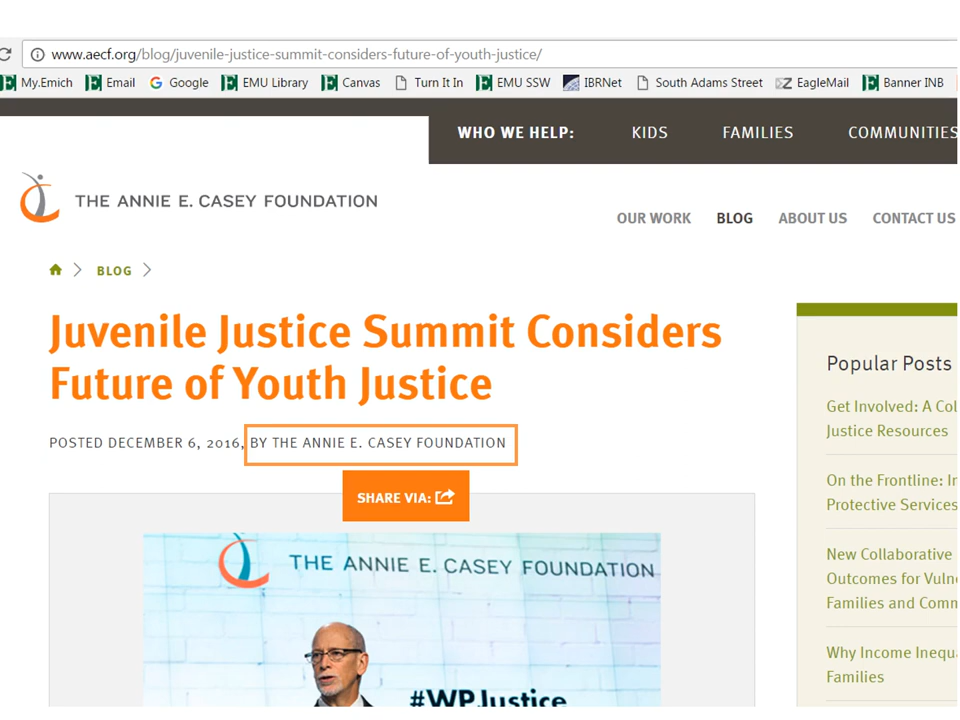 www.aecf.org/blog/juvenile-justice-summit-considers-future-of-youth-justice/
My.Emich Email Google EMU Library Canvas Turn It In EMU SSW IBRNet South Adams Street EagleMail Banner INB
WHO WE HELP: KIDS FAMILIES COMMUNITIES
THE ANNIE E. CASEY FOUNDATION
OUR WORK BLOG ABOUT US CONTACT US
BLOG
Juvenile Justice Summit Considers
Future of Youth Justice
POSTED DECEMBER 6, 2016, BY THE ANNIE E. CASEY FOUNDATION
SHARE VIA:
THE ANNIE E. CASEY FOUNDATION
#WPJustice
Popular Posts
Get Involved: A Col
Justice Resources
On the Frontline: I
Protective Services
New Collaborative
Outcomes for Vuln
Families and Comm
Why Income Inequ
Families